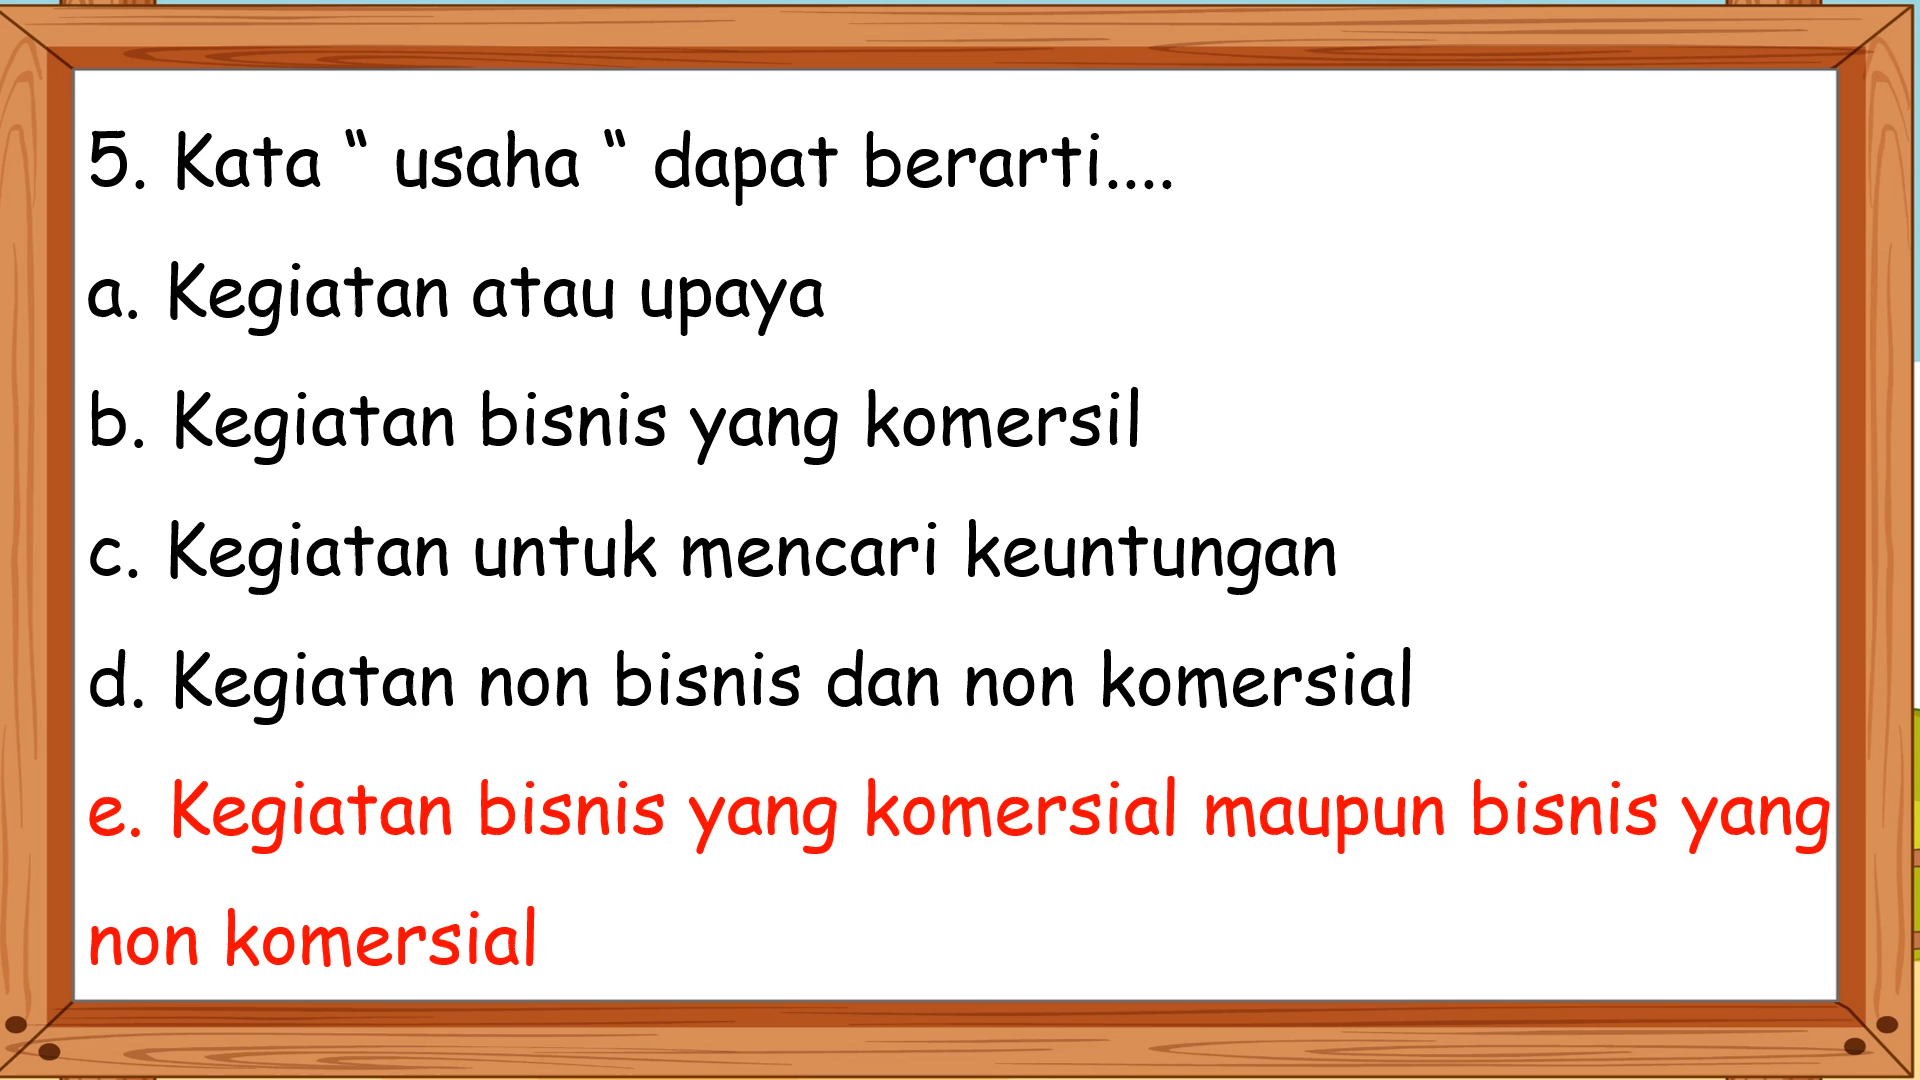 5. Kata “ usaha “ dapat berarti....
a. Kegiatan atau upaya
b. Kegiatan bisnis yang komersil
c. Kegiatan untuk mencari keuntungan
d. Kegiatan non bisnis dan non komersial
e. Kegiatan bisnis yang komersial maupun bisnis yang
non komersial